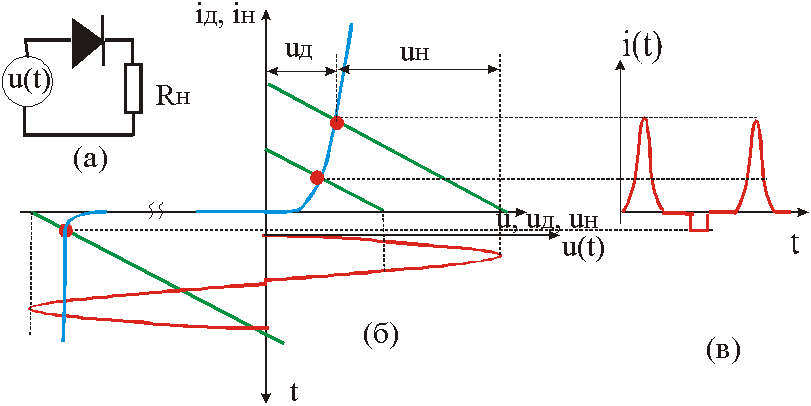 iд, iн
u(t)
Rн
(а)
uд
uн
i(t)
u, uд, uн
u(t)
t
(б)
(в)
t